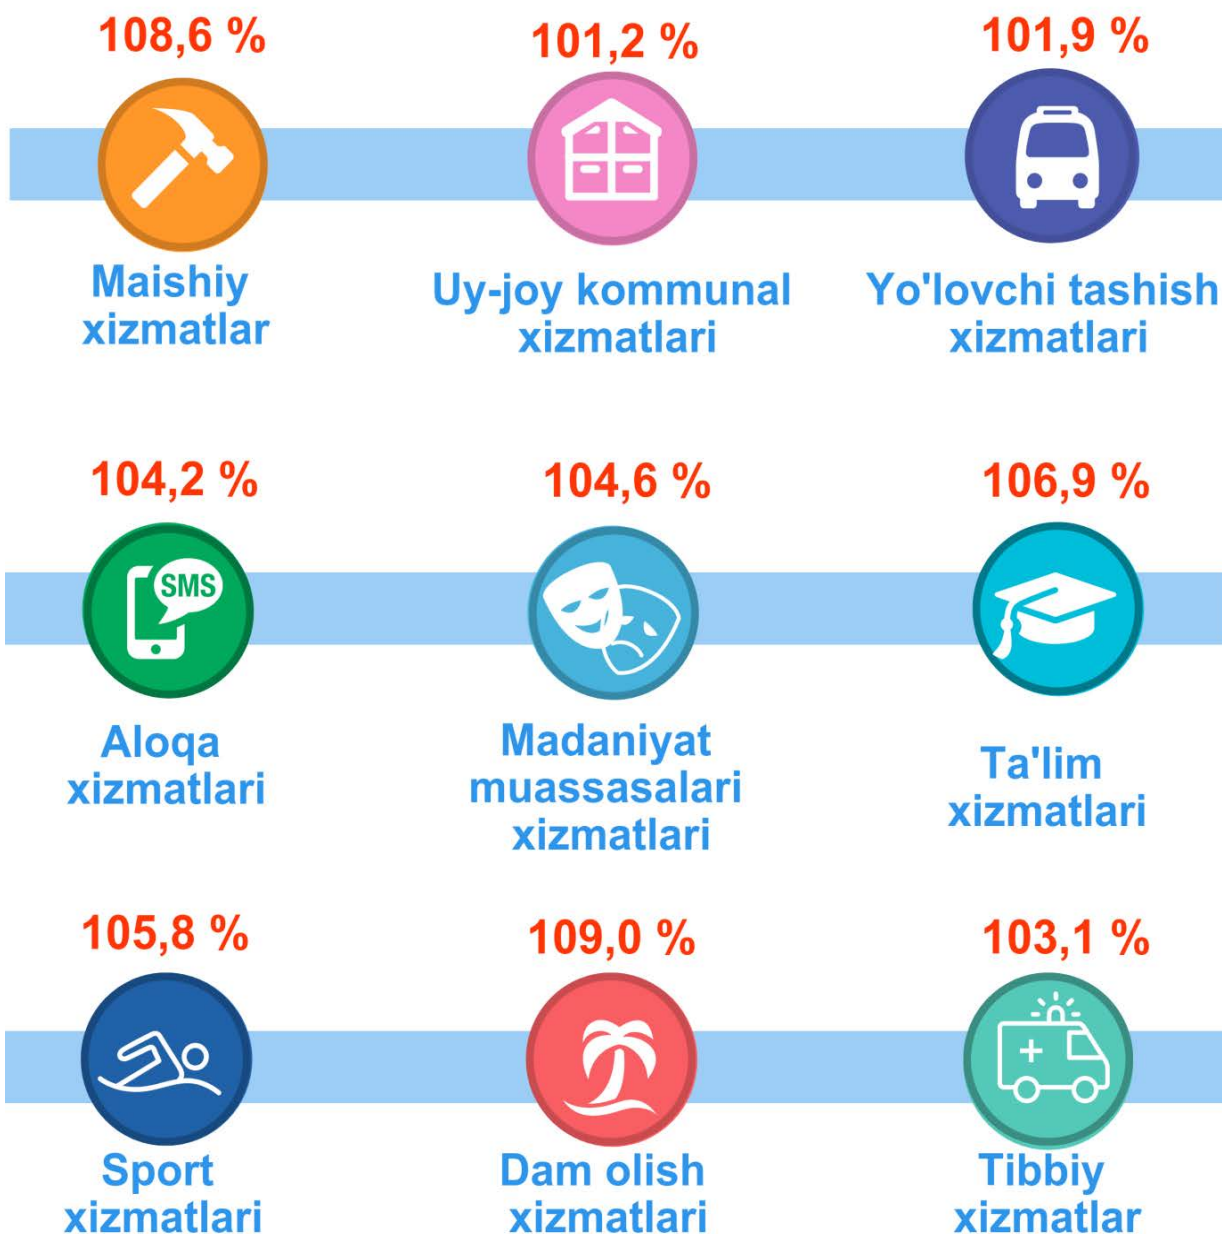 108,6 %
101,2 %
101,9 %
Maishiy
xizmatlar
Uy-joy kommunal
xizmatlari
Yo'lovchi tashish
xizmatlari
104,2 %
104,6 %
106,9 %
SMS
Aloqa
xizmatlari
Madaniyat
muassasalari
xizmatlari
Ta'lim
xizmatlari
105,8 %
109,0 %
103,1 %
Sport
xizmatlari
Dam olish
xizmatlari
Tibbiy
xizmatlar